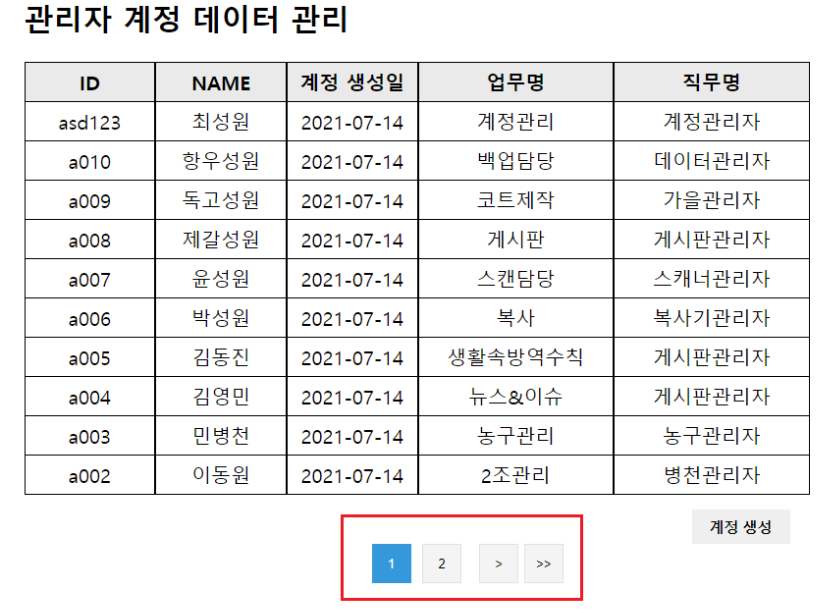 관리자 계정 데이터 관리
ID NAME 계정 생성일 업무명 직무명
asd123 최성원 2021-07-14 계정관리 계정관리자
a010 항우성원 2021-07-14 백업담당 데이터관리자
a009 독고성원 2021-07-14 코트제작 가을관리자
a008 제갈성원 2021-07-14 게시판 게시판관리자
a007 윤성원 2021-07-14 스캔담당 스캐너관리자
a006 박성원 2021-07-14 복사 복사기관리자
a005 김동진 2021-07-14 생활속방역수칙 게시판관리자
a004 김영민 2021-07-14 뉴스&이슈 게시판관리자
a003 민병천 2021-07-14 농구관리 농구관리자
a002 이동원 2021-07-14 2조관리 병천관리자
계정 생성
1 2 > >>